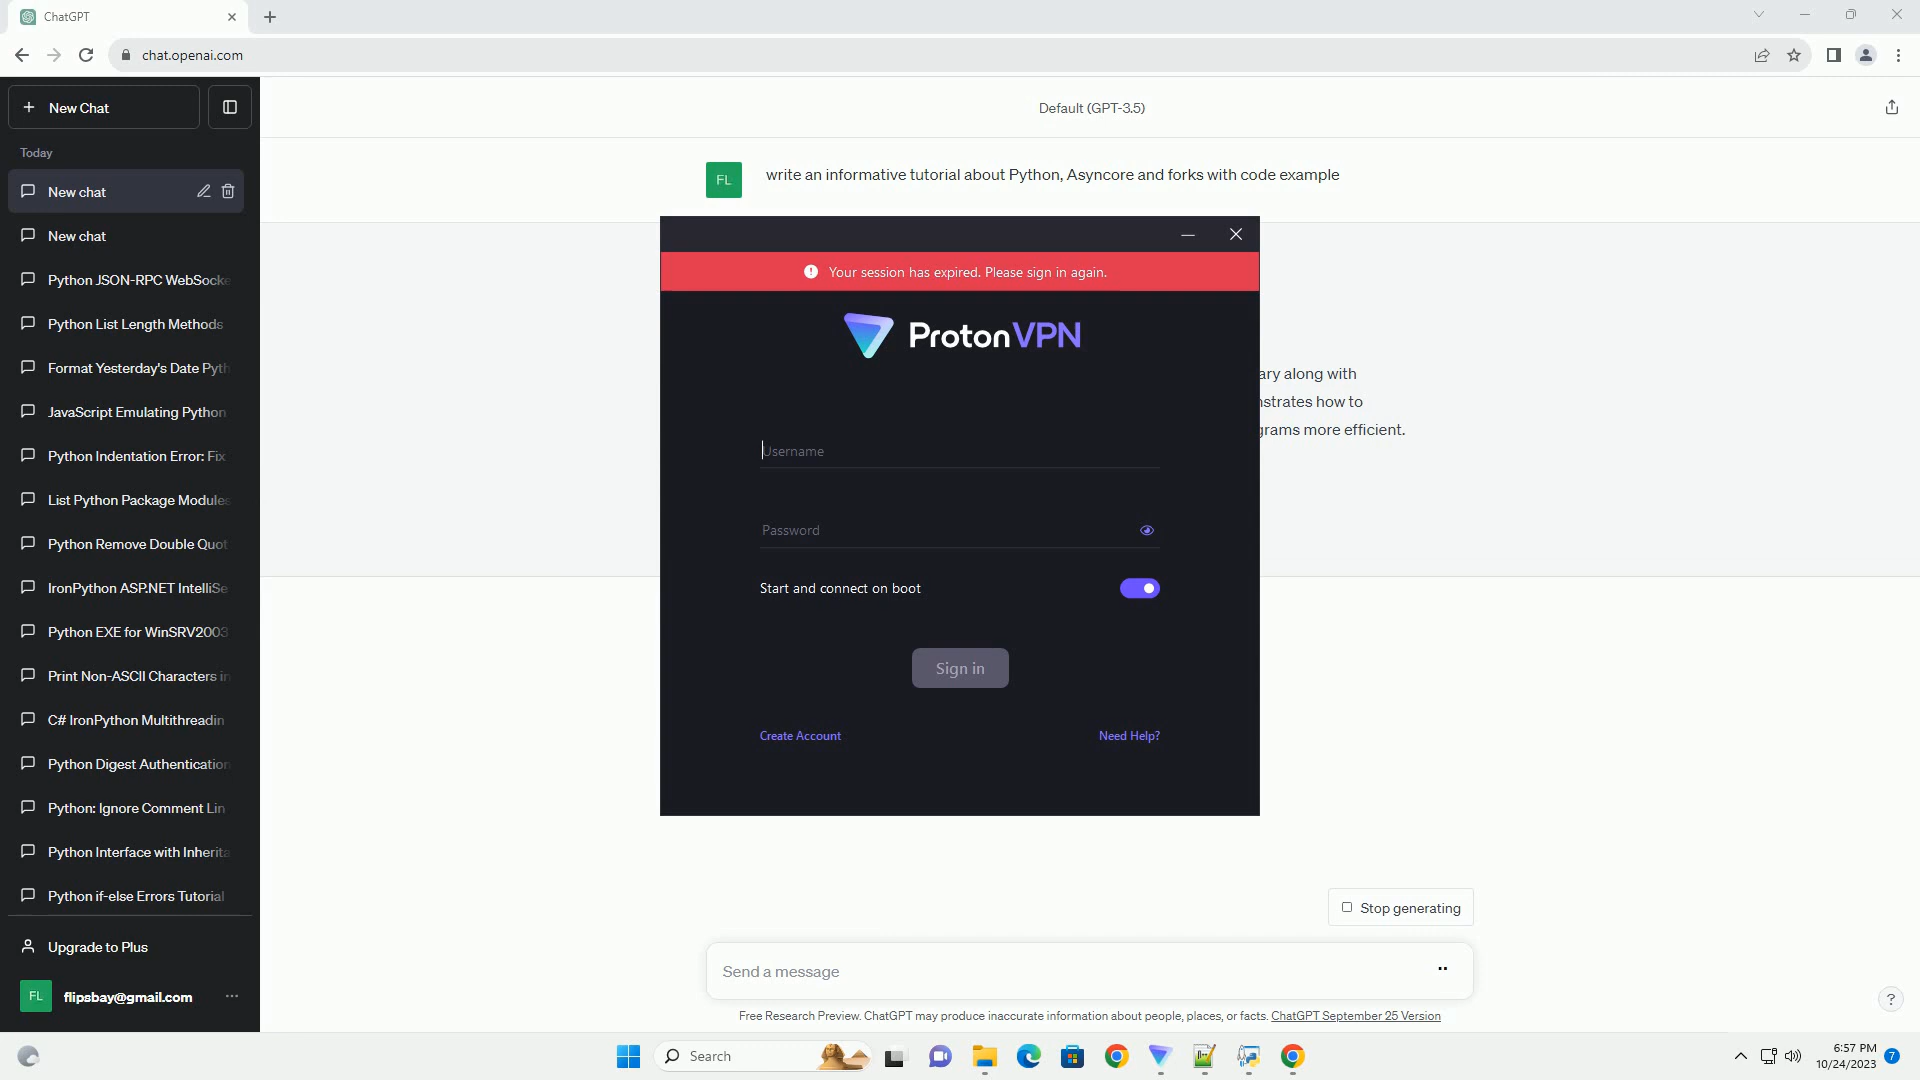 ChatGPT
chat.openai.com
New Chat
Default (GPT-3.5)
Today
New chat
New chat
Python JSON-RPC WebSocke
Python List Length Methods
Format Yesterday's Date Pyth
JavaScript Emulating Python
Python Indentation Error: Fix
List Python Package Modules
Python Remove Double Quot
IronPython ASP.NET IntelliSe
Python EXE for WinSRV2003
Print Non-ASCII Characters in
C# IronPython Multithreadin
Python Digest Authentication
Python: Ignore Comment Lin
Python Interface with Inherita
Python if-else Errors Tutorial
Upgrade to Plus
FL
flipsbay@gmail.com
FL
write an informative tutorial about Python, Asyncore and forks with code example
ary along with
nstrates how to
grams more efficient.
Your session has expired. Please sign in again.
ProtonVPN
Username
Password
Start and connect on boot
Sign in
Create Account
Need Help?
Stop generating
Send a message
Free Research Preview. ChatGPT may produce inaccurate information about people, places, or facts. ChatGPT September 25 Version
?
Search
6:57 PM
10/24/2023
7